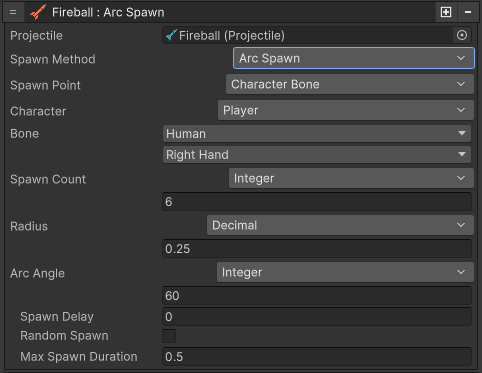 Fireball : Arc Spawn
Projectile Fireball (Projectile)
Spawn Method Arc Spawn
Spawn Point Character Bone
Character Player
Bone Human
Right Hand
Spawn Count Integer
6
Radius Decimal
0.25
Arc Angle Integer
60
Spawn Delay 0
Random Spawn
Max Spawn Duration 0.5